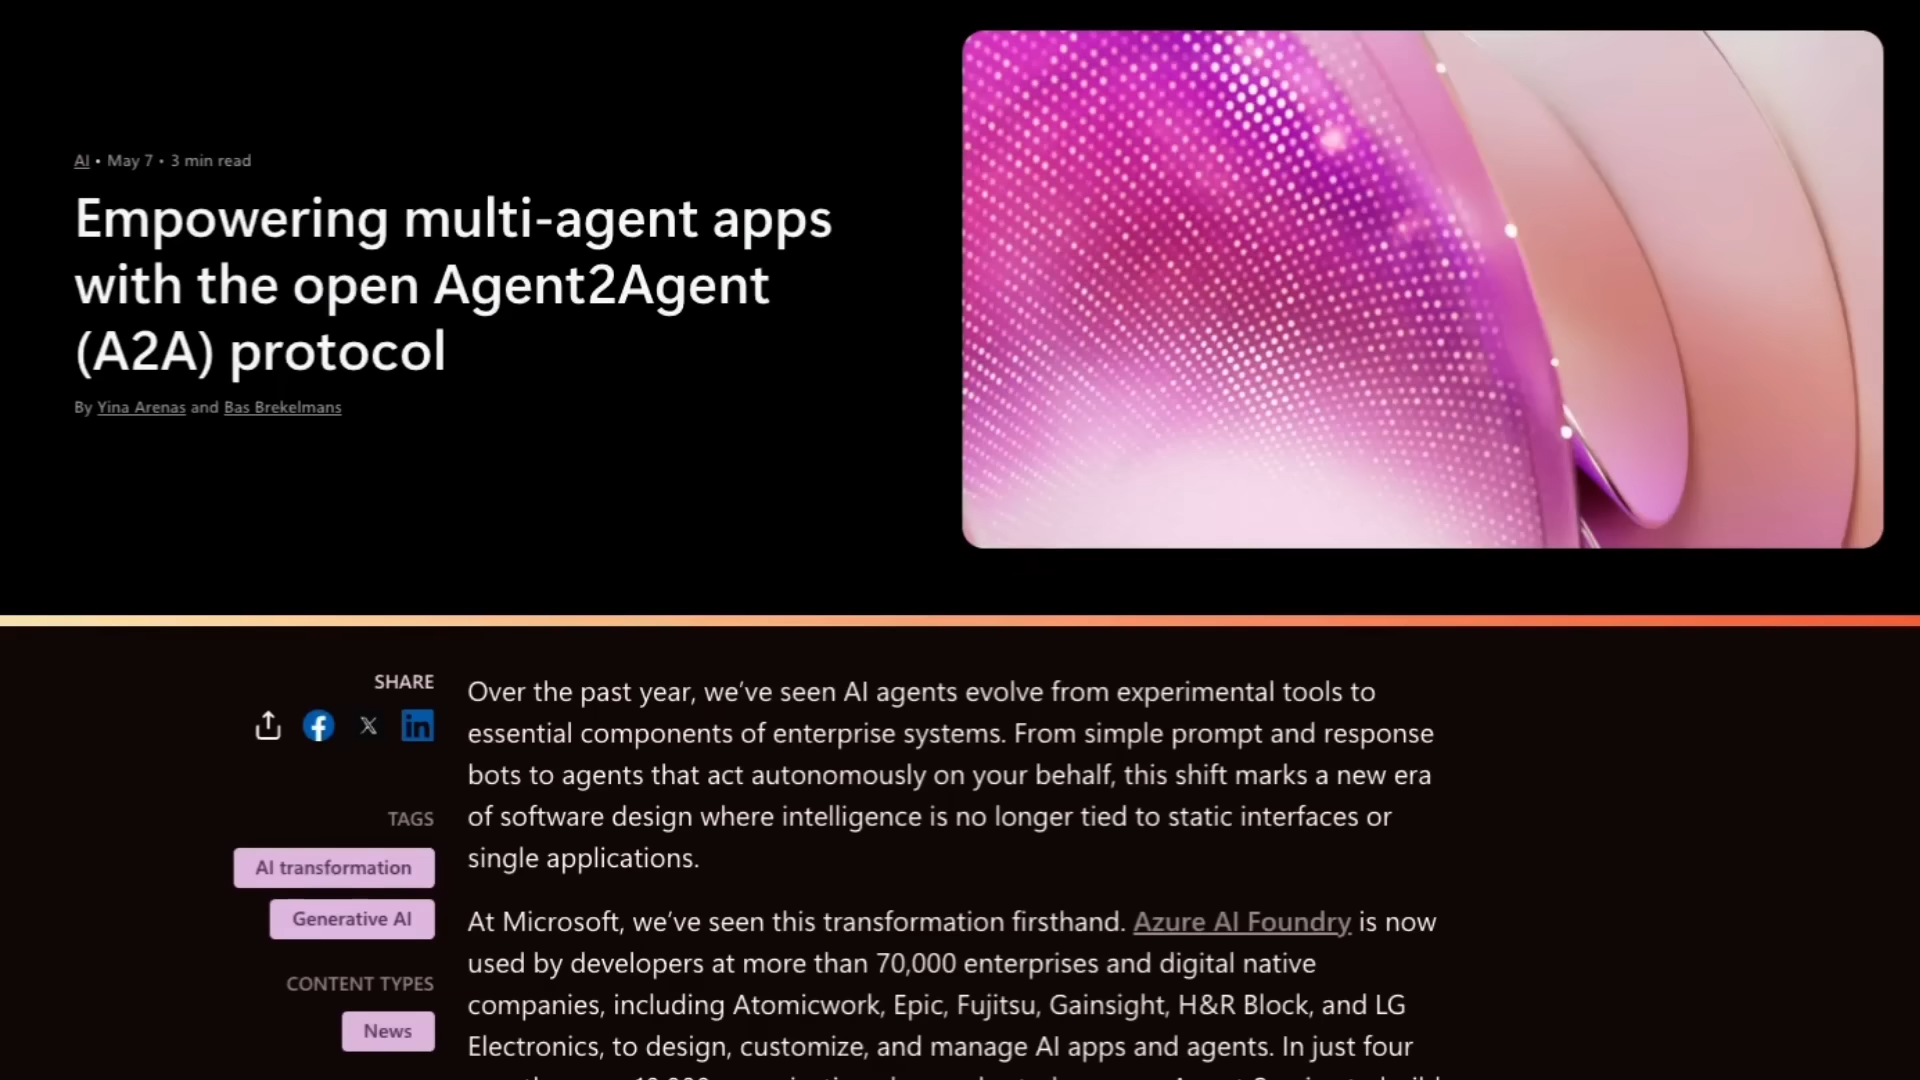 AI • May 7 • 3 min read
Empowering multi-agent apps
with the open Agent2Agent
(A2A) protocol
By Yina Arenas and Bas Brekelmans
SHARE
TAGS
AI transformation
Generative AI
CONTENT TYPES
News
Over the past year, we’ve seen AI agents evolve from experimental tools to
essential components of enterprise systems. From simple prompt and response
bots to agents that act autonomously on your behalf, this shift marks a new era
of software design where intelligence is no longer tied to static interfaces or
single applications.
At Microsoft, we’ve seen this transformation firsthand. Azure AI Foundry is now
used by developers at more than 70,000 enterprises and digital native
companies, including Atomicwork, Epic, Fujitsu, Gainsight, H&R Block, and LG
Electronics, to design, customize, and manage AI apps and agents. In just four